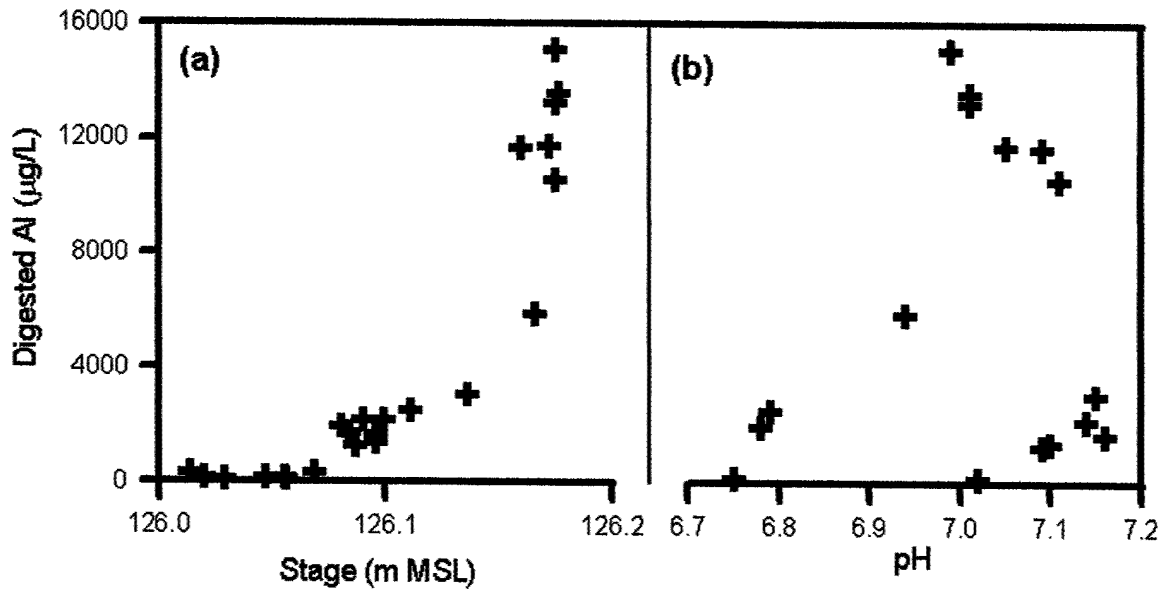 16000
12000
8000
4000
0
Digested Al (µg/L)
(a)
(b)
126.0 126.1 126.2
6.7 6.8 6.9 7.0 7.1 7.2
Stage (m MSL)
pH